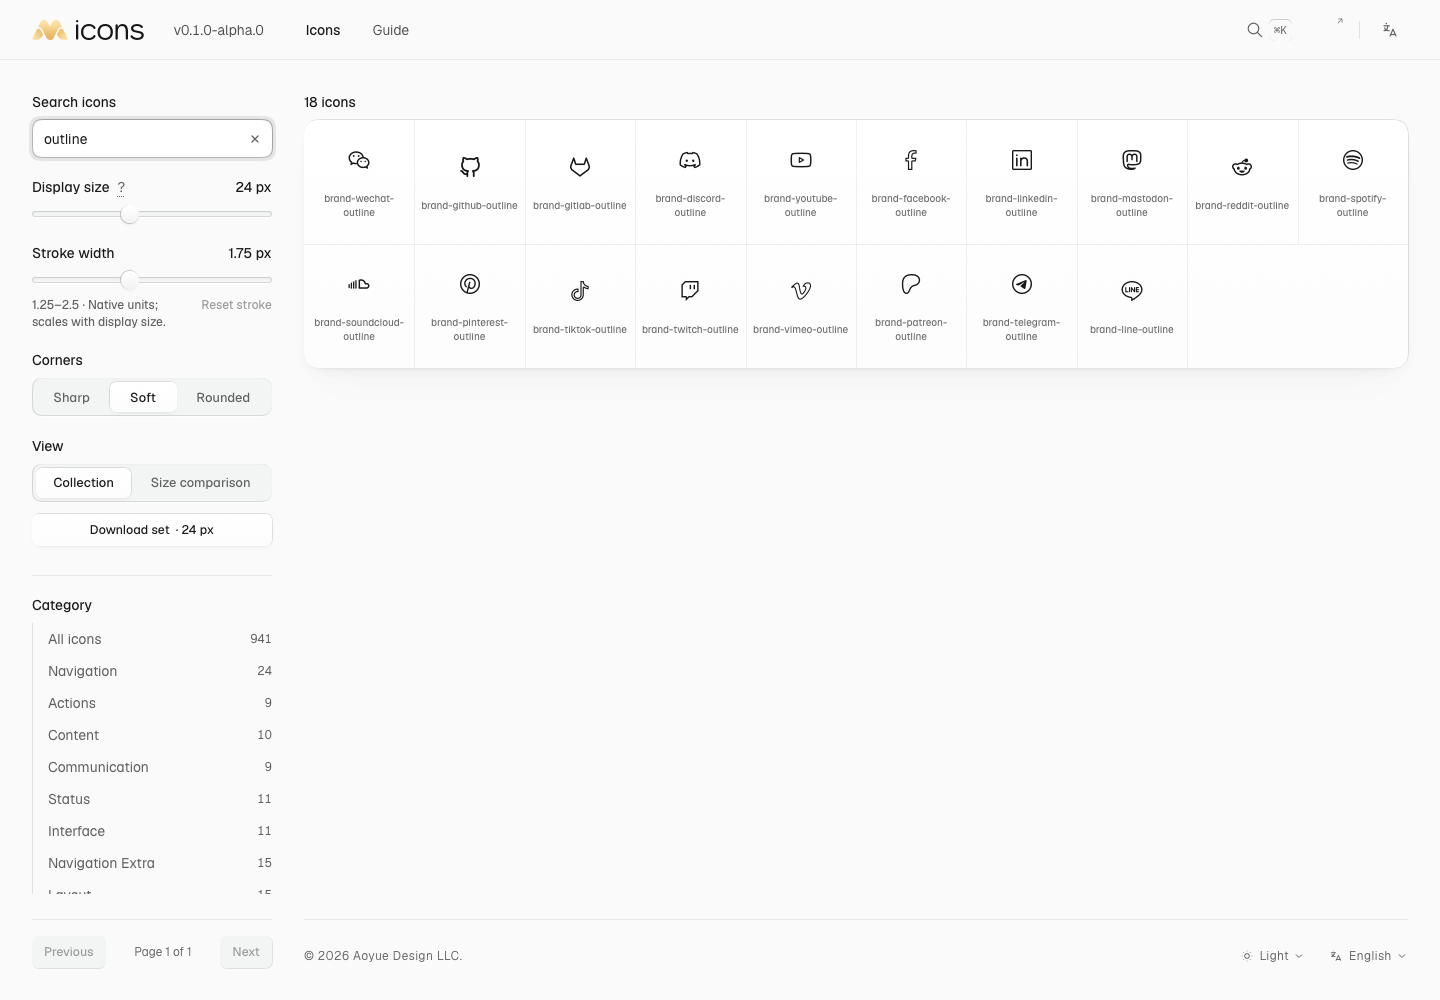 icons
v0.1.0-alpha.0
Icons
Guide
⌘K
Search icons
outline
Display size ?
24 px
Stroke width
1.75 px
1.25–2.5 · Native units;
scales with display size.
Reset stroke
Corners
Sharp
Soft
Rounded
View
Collection
Size comparison
Download set · 24 px
Category
All icons 941
Navigation 24
Actions 9
Content 10
Communication 9
Status 11
Interface 11
Navigation Extra 15
Layout 15
Previous
Page 1 of 1
Next
18 icons
brand-wechat-
outline
brand-github-outline
brand-gitlab-outline
brand-discord-
outline
brand-youtube-
outline
brand-facebook-
outline
brand-linkedin-
outline
brand-mastodon-
outline
brand-reddit-outline
brand-spotify-
outline
brand-soundcloud-
outline
brand-pinterest-
outline
brand-tiktok-outline
brand-twitch-outline
brand-vimeo-outline
brand-patreon-
outline
brand-telegram-
outline
LINE
brand-line-outline
© 2026 Aoyue Design LLC.
Light
English